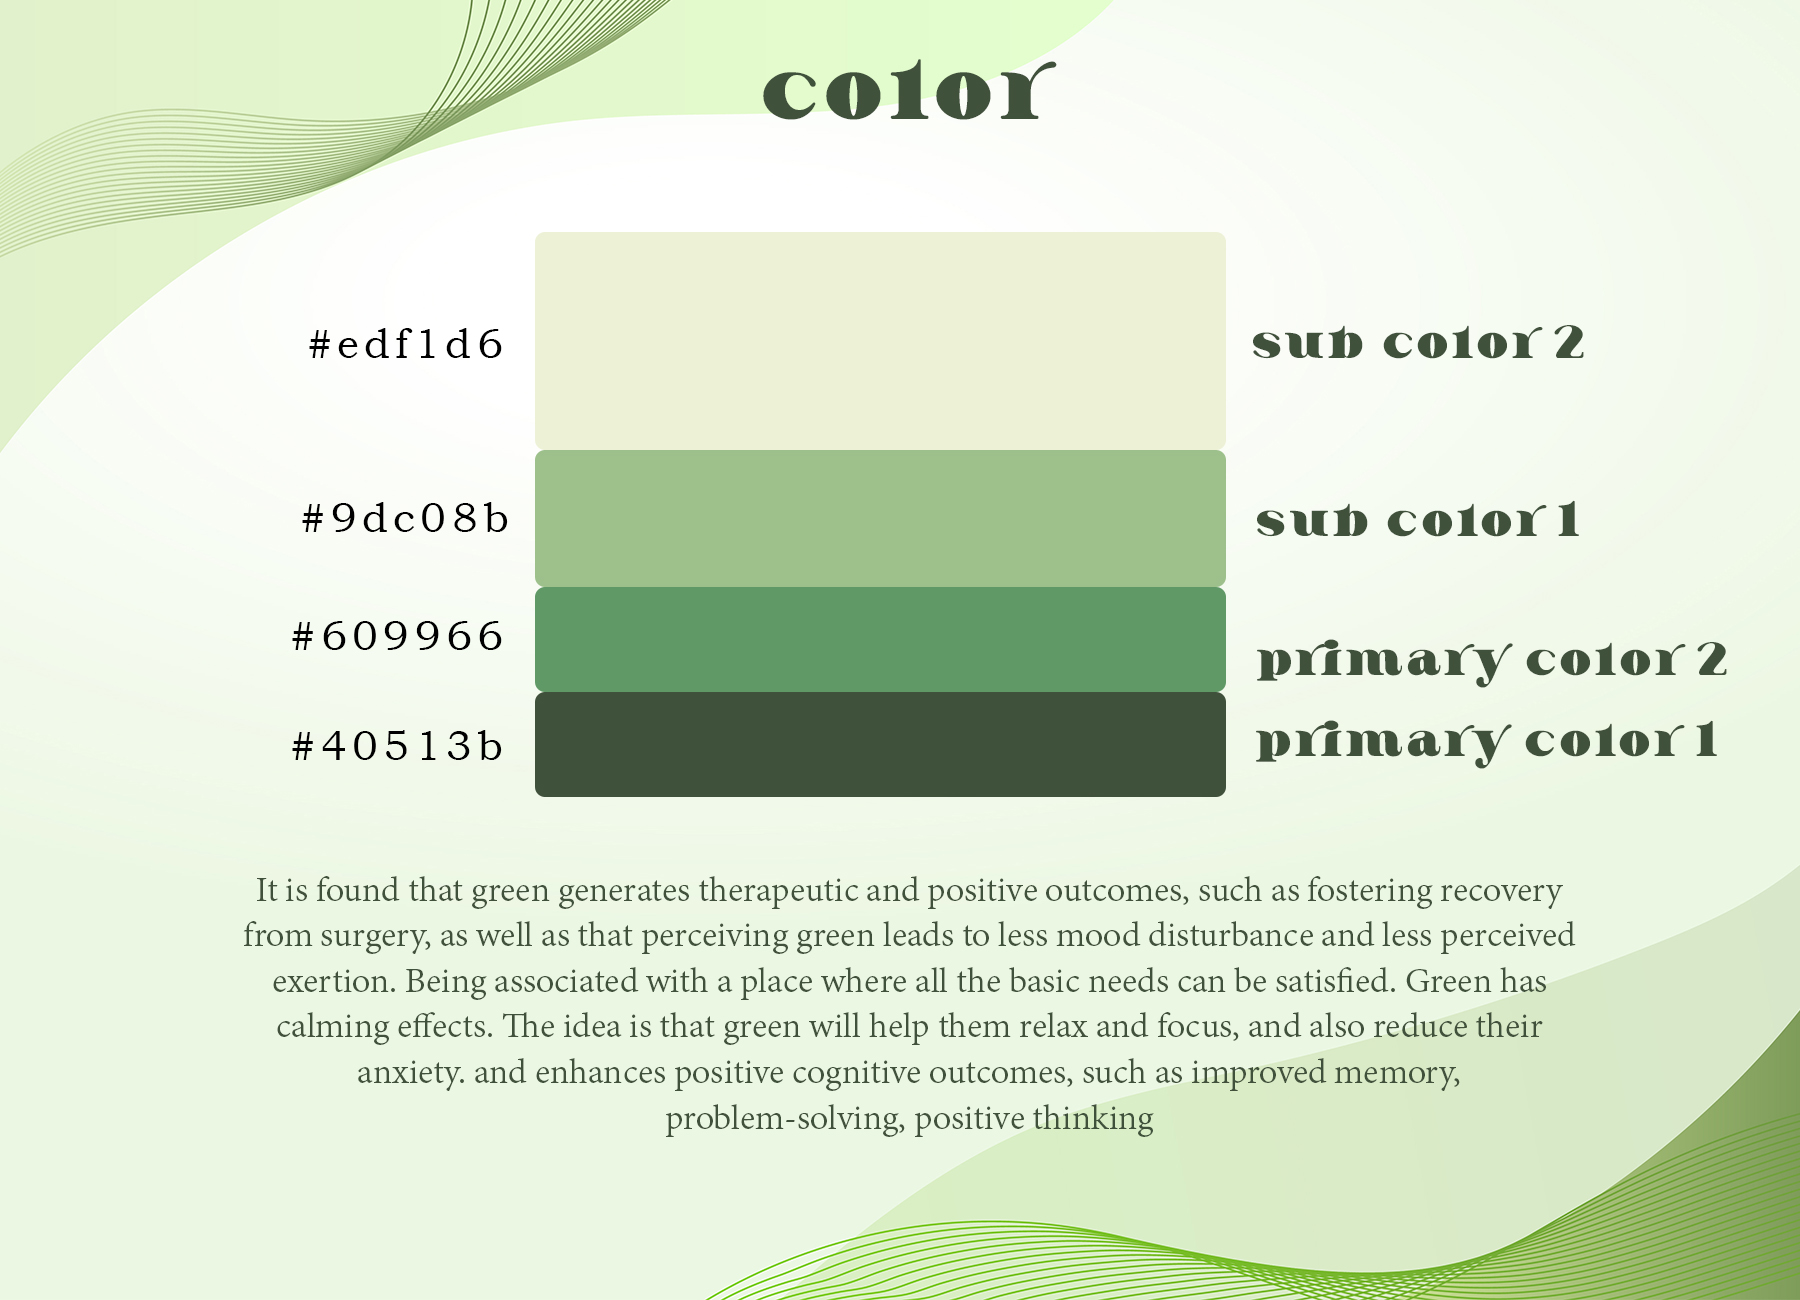 color
#edf1d6 sub color 2
#9dc08b sub color 1
#609966 primary color 2
#40513b primary color 1
It is found that green generates therapeutic and positive outcomes, such as fostering recovery
from surgery, as well as that perceiving green leads to less mood disturbance and less perceived
exertion. Being associated with a place where all the basic needs can be satisfied. Green has
calming effects. The idea is that green will help them relax and focus, and also reduce their
anxiety. and enhances positive cognitive outcomes, such as improved memory,
problem-solving, positive thinking